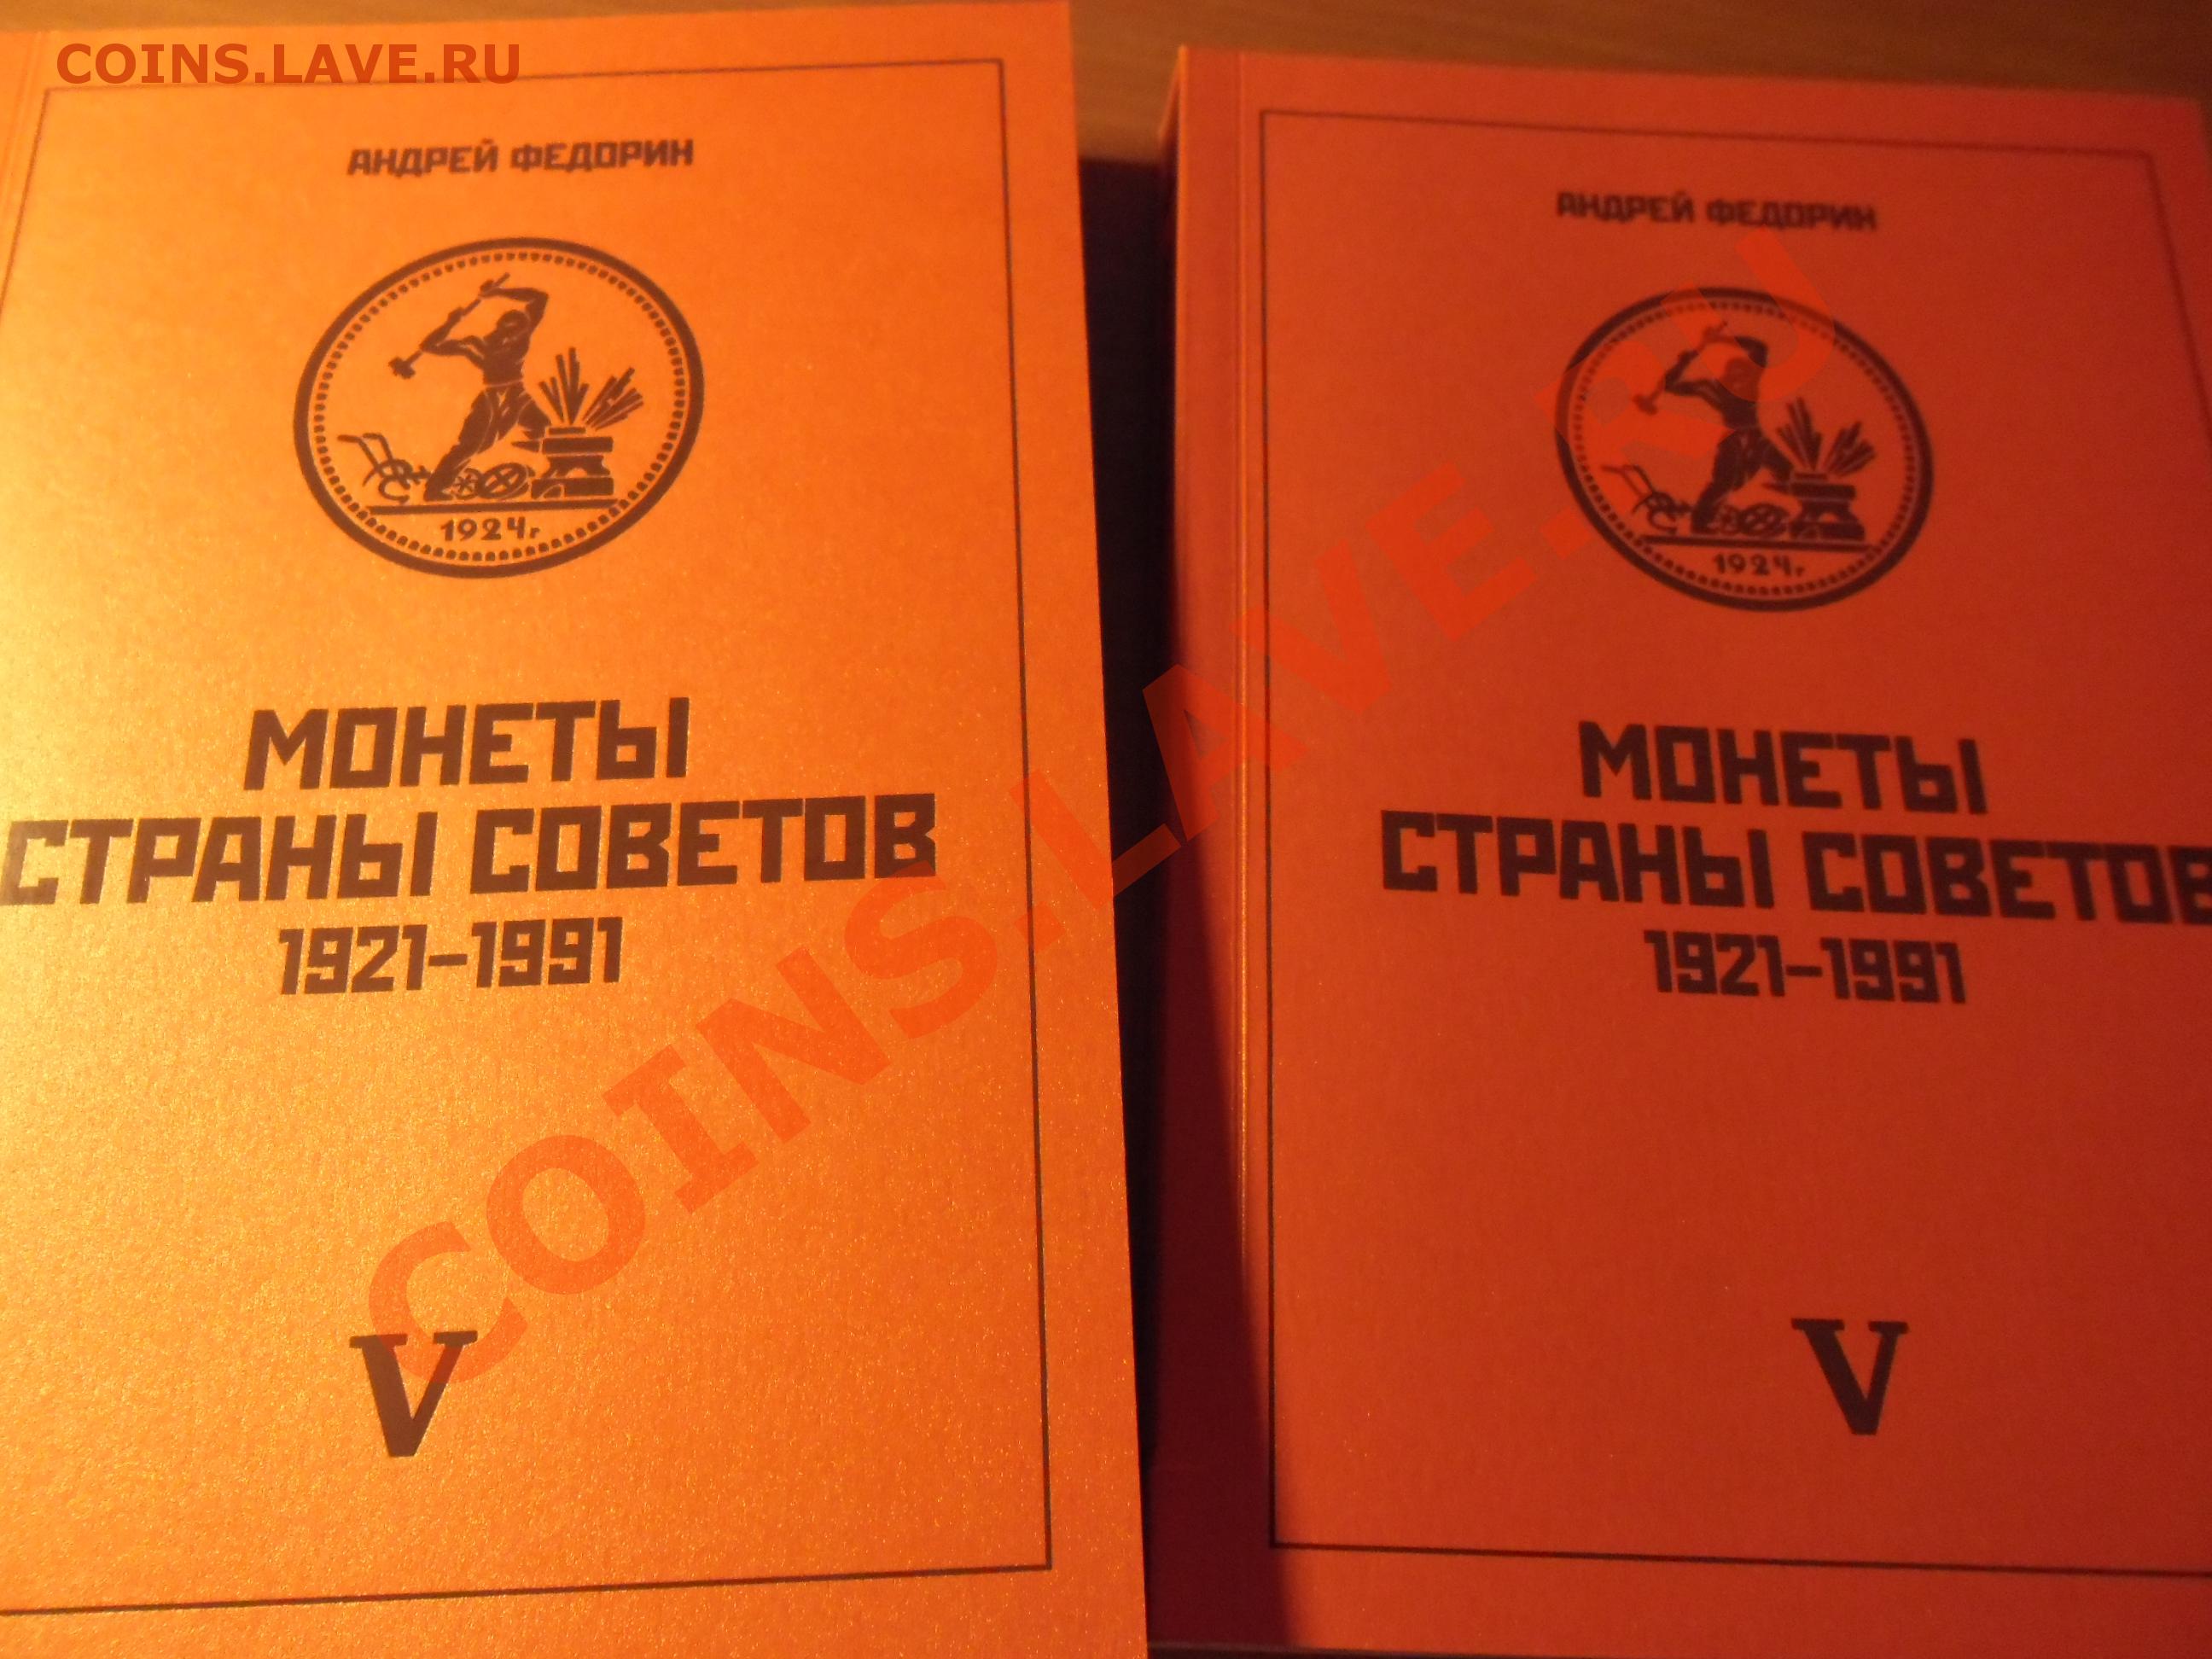 COINS.LAVE.RU
АНДРЕЙ ФЕДОРИН
1924г
МОНЕТЫ
СТРАНЫ СОВЕТОВ
1921–1991
V
АНДРЕЙ ФЕДОРИН
1924г
МОНЕТЫ
СТРАНЫ СОВЕТОВ
1921–1991
V
COINS.LAVE.RU